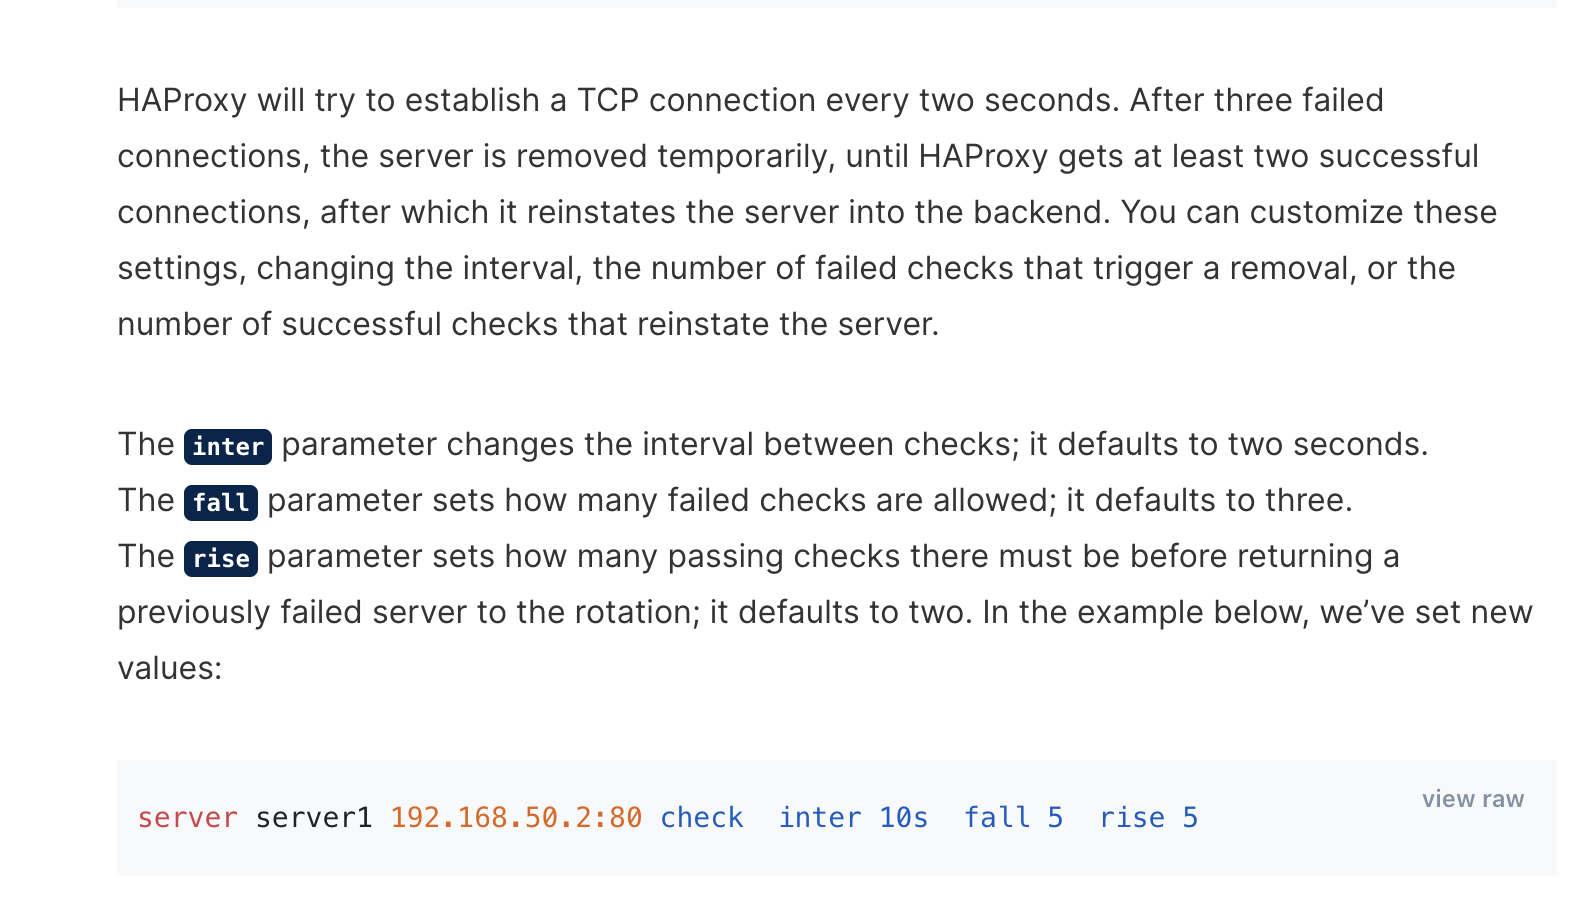 HAProxy will try to establish a TCP connection every two seconds. After three failed
connections, the server is removed temporarily, until HAProxy gets at least two successful
connections, after which it reinstates the server into the backend. You can customize these
settings, changing the interval, the number of failed checks that trigger a removal, or the
number of successful checks that reinstate the server.
The inter parameter changes the interval between checks; it defaults to two seconds.
The fall parameter sets how many failed checks are allowed; it defaults to three.
The rise parameter sets how many passing checks there must be before returning a
previously failed server to the rotation; it defaults to two. In the example below, we’ve set new
values:
view raw
server server1 192.168.50.2:80 check  inter 10s  fall 5  rise 5